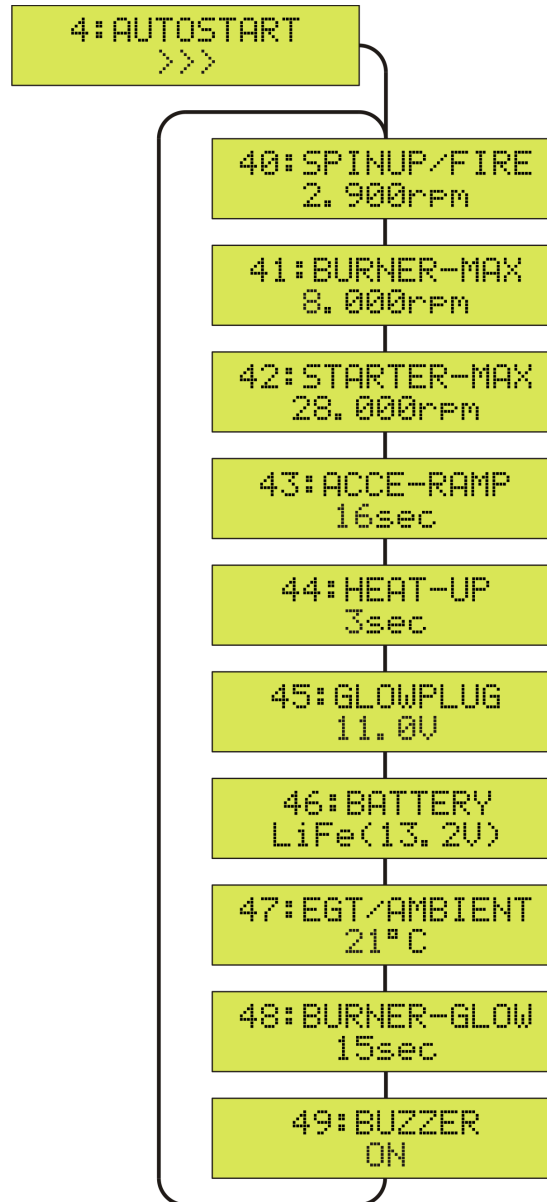 4:AUTOSTART
>>>
40:SPINUP/FIRE
2.900rpm
41:BURNER-MAX
8.000rpm
42:STARTER-MAX
28.000rpm
43:ACCE-RAMP
16sec
44:HEAT-UP
3sec
45:GLOWPLUG
11.0V
46:BATTERY
LiFe(13.2V)
47:EGT/AMBIENT
21°C
48:BURNER-GLOW
15sec
49:BUZZER
ON